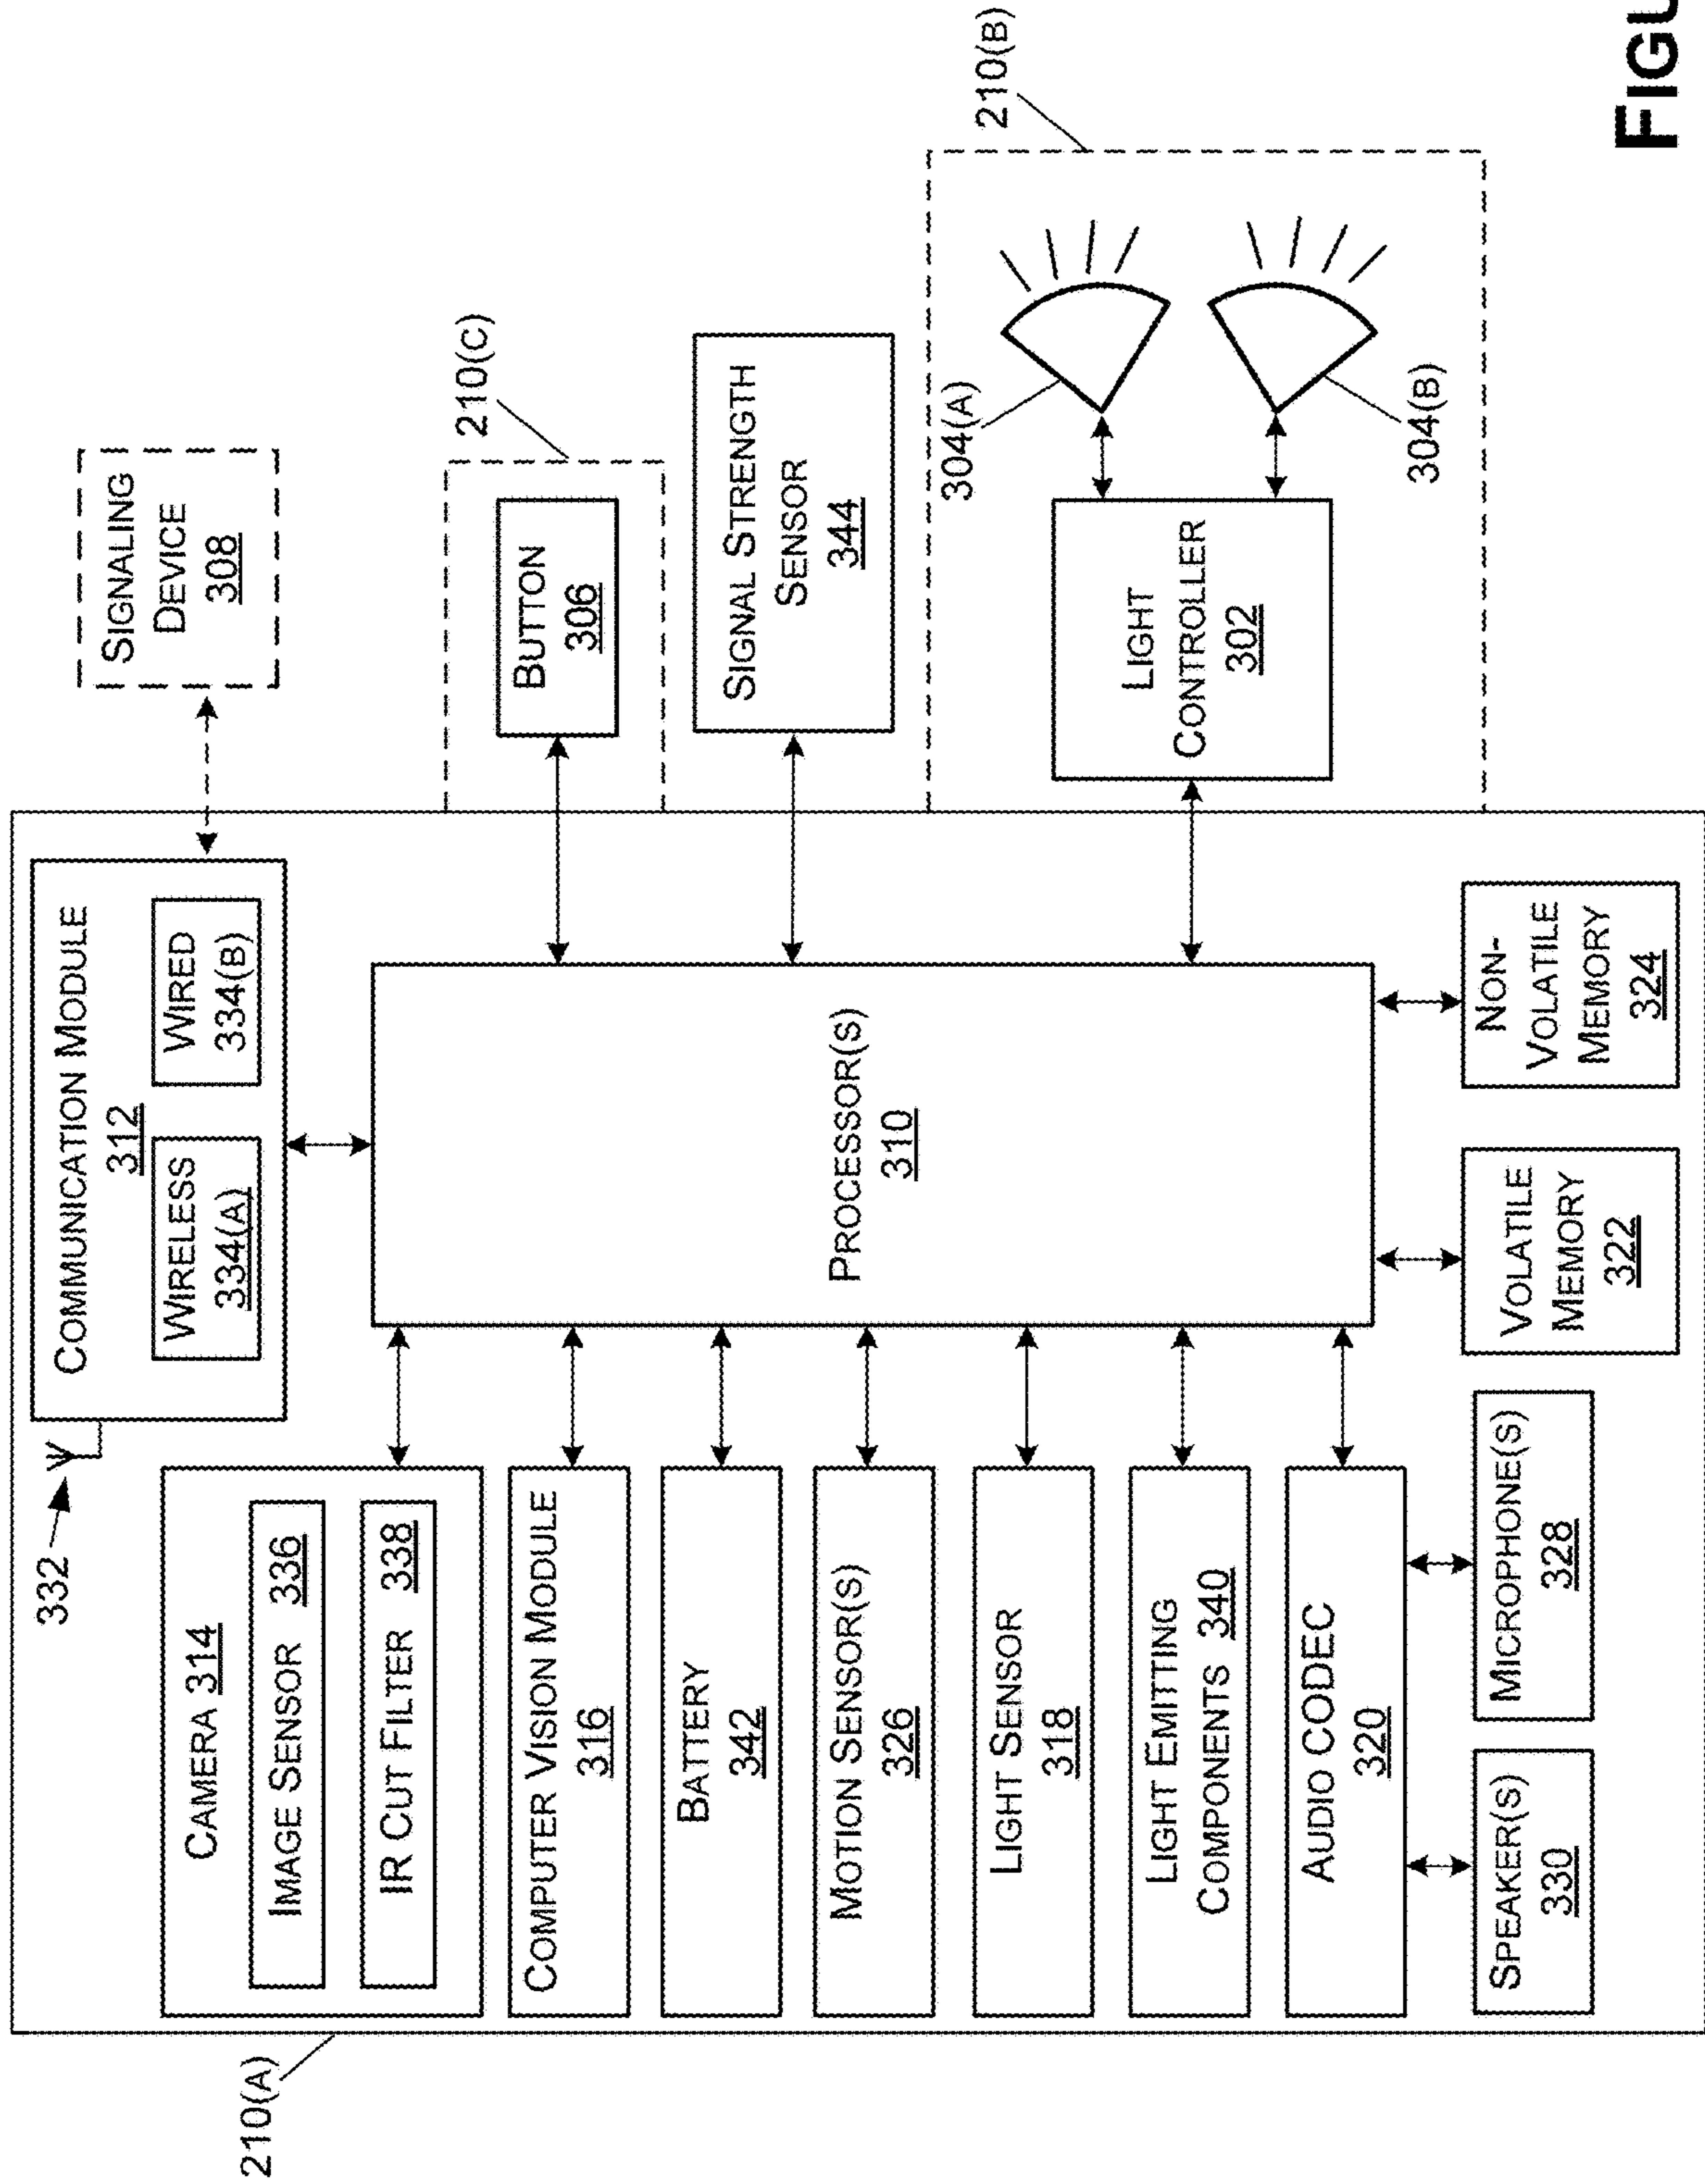 210(A)
332
COMMUNICATION MODULE
312
WIRELESS
334(A)
WIRED
334(B)
SIGNALING
DEVICE
308
CAMERA 314
IMAGE SENSOR 336
IR CUT FILTER 338
COMPUTER VISION MODULE
316
BATTERY
342
MOTION SENSOR(S)
326
LIGHT SENSOR
318
LIGHT EMITTING
COMPONENTS 340
AUDIO CODEC
320
SPEAKER(S)
330
MICROPHONE(S)
328
PROCESSOR(S)
310
VOLATILE
MEMORY
322
NON-
VOLATILE
MEMORY
324
210(C)
BUTTON
306
SIGNAL STRENGTH
SENSOR
344
210(B)
LIGHT
CONTROLLER
302
304(A)
304(B)